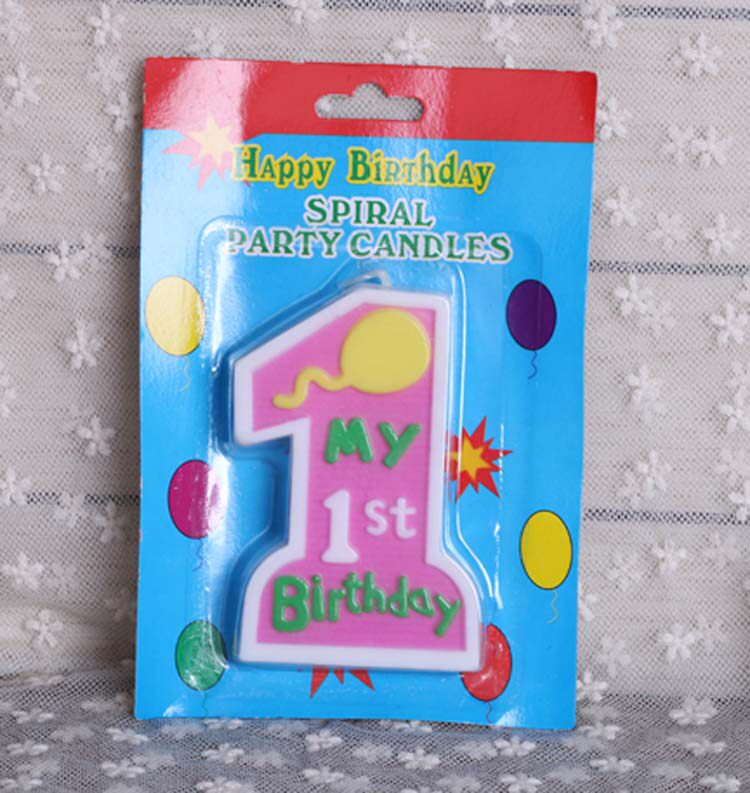 Happy Birthday
SPIRAL
PARTY CANDLES
My
1st
Birthday